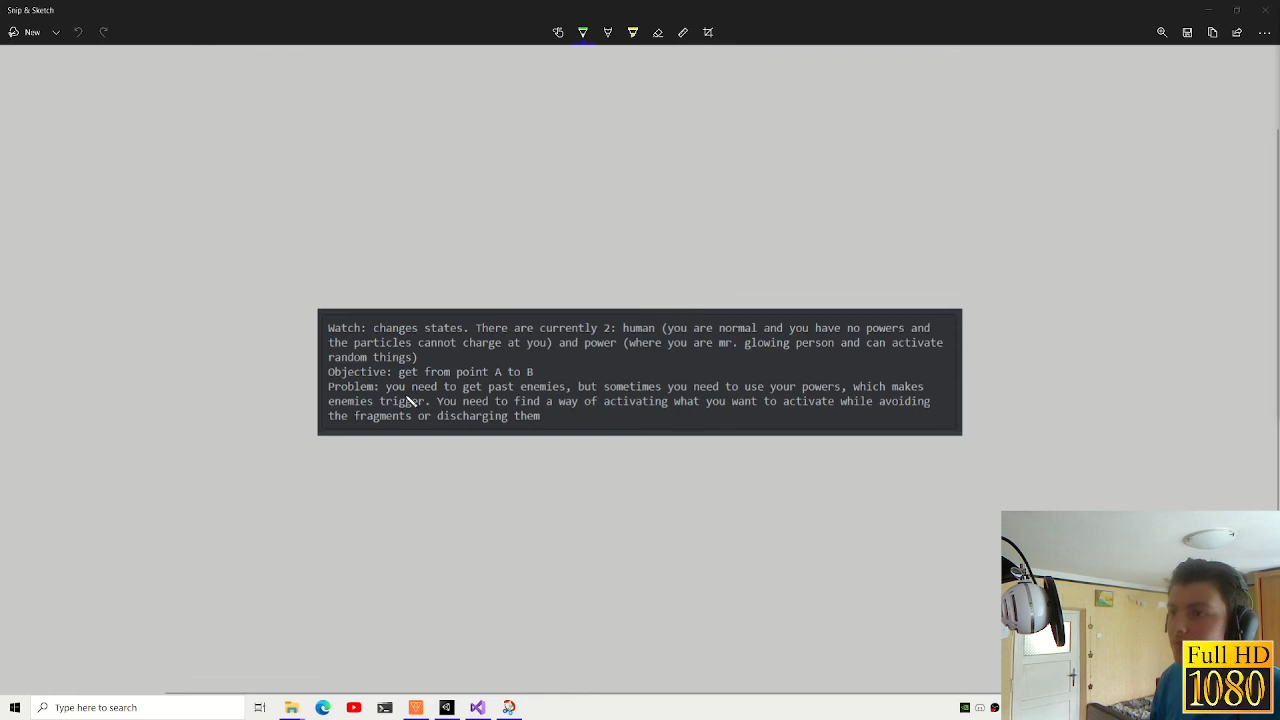 Snip & Sketch
New
Watch: changes states. There are currently 2: human (you are normal and you have no powers and
the particles cannot charge at you) and power (where you are mr. glowing person and can activate
random things)
Objective: get from point A to B
Problem: you need to get past enemies, but sometimes you need to use your powers, which makes
enemies trigger. You need to find a way of activating what you want to activate while avoiding
the fragments or discharging them
Full HD
1080
Type here to search